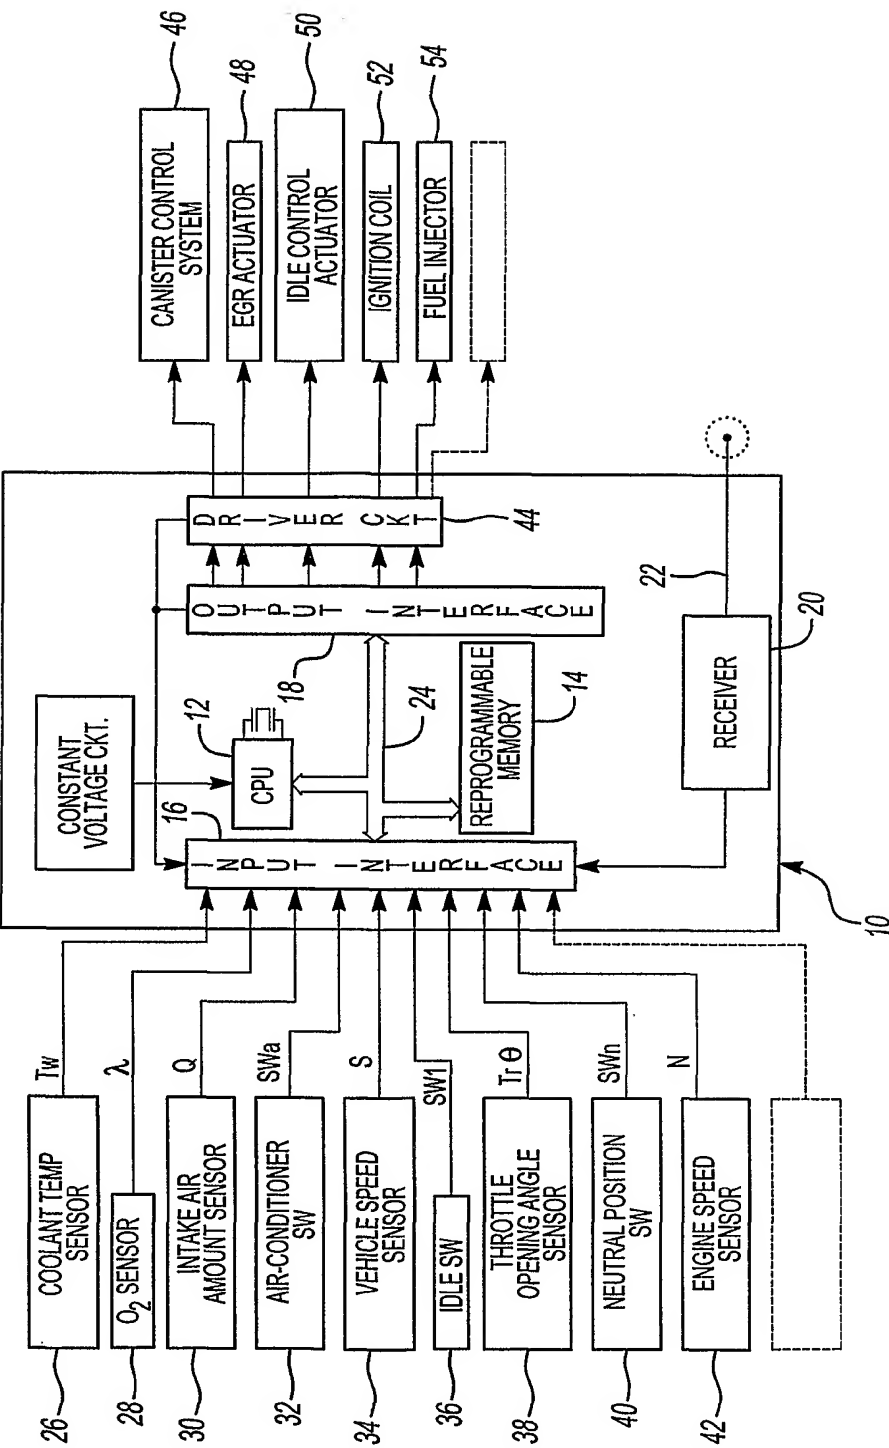 26
COOLANT TEMP
SENSOR
Tw
28
O2 SENSOR
λ
30
INTAKE AIR
AMOUNT SENSOR
Q
32
AIR-CONDITIONER
SW
SWa
34
VEHICLE SPEED
SENSOR
S
36
IDLE SW
SW1
38
THROTTLE
OPENING ANGLE
SENSOR
Tr θ
40
NEUTRAL POSITION
SW
SWn
42
ENGINE SPEED
SENSOR
N
10
CONSTANT
VOLTAGE CKT.
16
INPUT INTERFACE
12
CPU
24
REPROGRAMMABLE
MEMORY
14
18
OUTPUT INTERFACE
DRIVER CKT
44
RECEIVER
20
22
CANISTER CONTROL
SYSTEM
46
EGR ACTUATOR
48
IDLE CONTROL
ACTUATOR
50
IGNITION COIL
52
FUEL INJECTOR
54